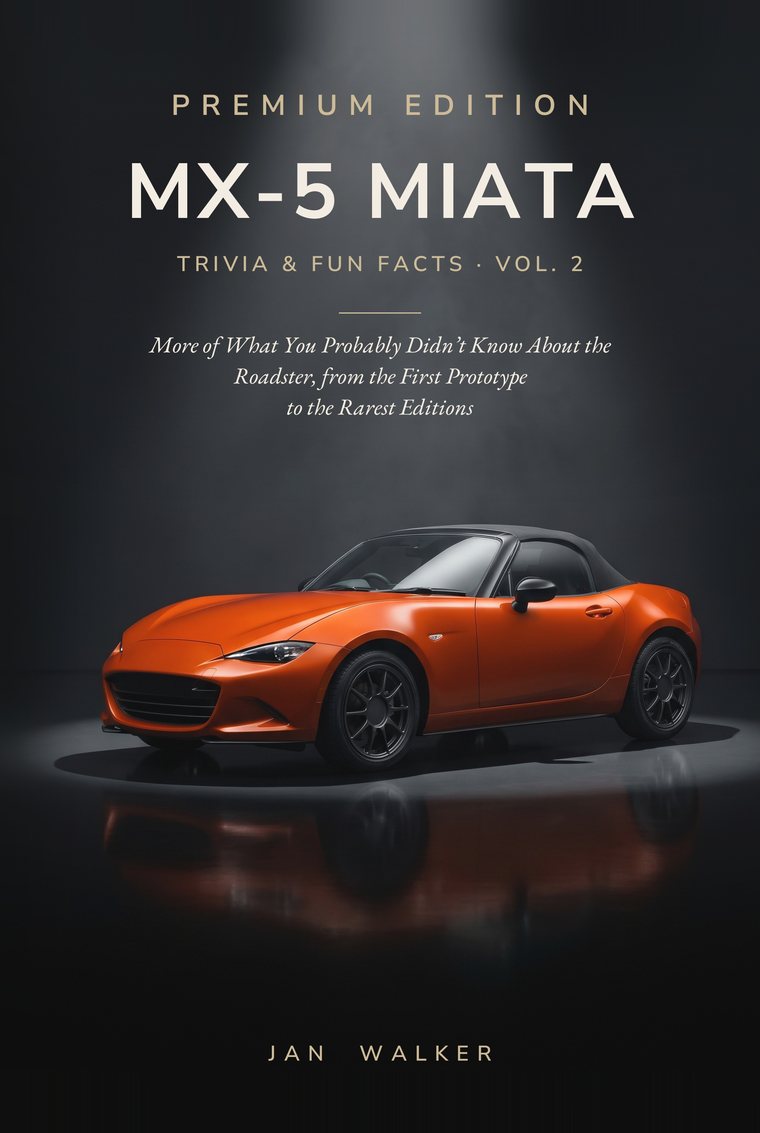 PREMIUM EDITION
MX-5 MIATA
TRIVIA & FUN FACTS · VOL. 2
More of What You Probably Didn’t Know About the
Roadster, from the First Prototype
to the Rarest Editions
JAN WALKER